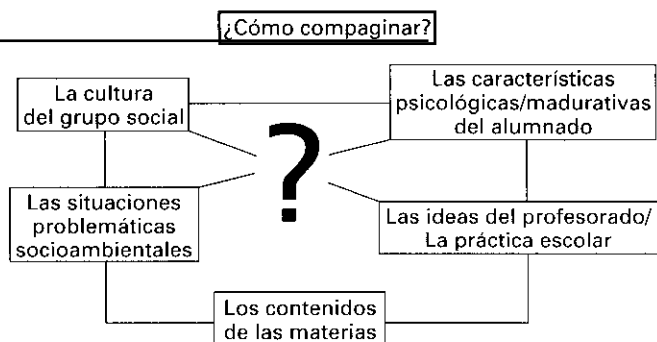 ¿Cómo compaginar?
La cultura
del grupo social
Las características
psicológicas/madurativas
del alumnado
?
Las situaciones
problemáticas
socioambientales
Las ideas del profesorado/
La práctica escolar
Los contenidos
de las materias